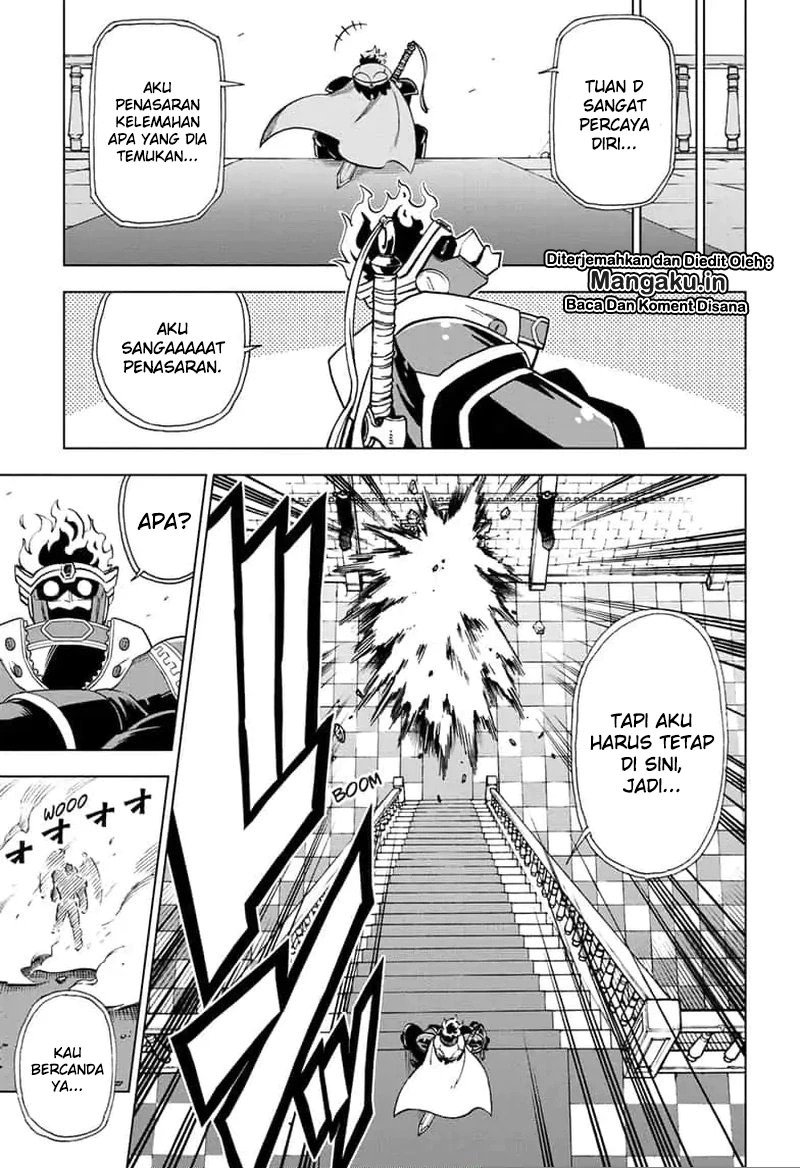 TUAN D
SANGAT
PERCAYA
DIRI...
AKU
PENASARAN
KELEMAHAN
APA YANG DIA
TEMUKAN...
Diterjemahkan dan Diedit Oleh :
Mangaku.in
Baca Dan Koment Disana
AKU
SANGAAAAAT
PENASARAN.
TAPI AKU
HARUS TETAP
DI SINI,
JADI...
BOOM
APA?
WOOO
オオオオ
KAU
BERCANDA
YA...